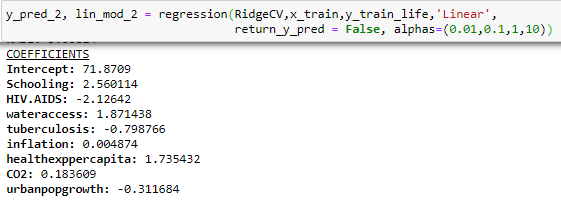 y_pred_2, lin_mod_2 = regression(RidgeCV,x_train,y_train_life,'Linear',
return_y_pred = False, alphas=(0.01,0.1,1,10))
COEFFICIENTS
Intercept: 71.8709
Schooling: 2.560114
HIV.AIDS: -2.12642
wateraccess: 1.871438
tuberculosis: -0.798766
inflation: 0.004874
healthexppercapita: 1.735432
CO2: 0.183609
urbanpopgrowth: -0.311684